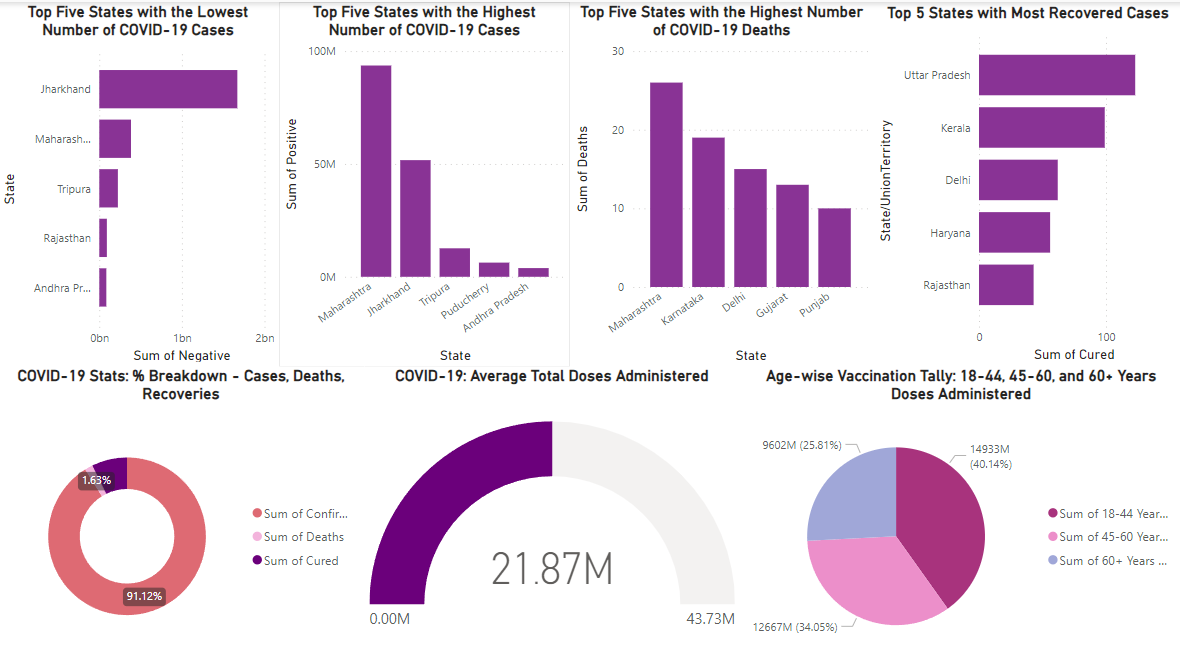 Top Five States with the Lowest
Number of COVID-19 Cases
State
Jharkhand
Maharash...
Tripura
Rajasthan
Andhra Pr...
0bn
1bn
2bn
Sum of Negative
Top Five States with the Highest
Number of COVID-19 Cases
Sum of Positive
100M
50M
0M
Maharashtra
Jharkhand
Tripura
Puducherry
Andhra Pradesh
State
Top Five States with the Highest Number
of COVID-19 Deaths
Sum of Deaths
30
20
10
0
Maharashtra
Karnataka
Delhi
Gujarat
Punjab
State
Top 5 States with Most Recovered Cases
State/UnionTerritory
Uttar Pradesh
Kerala
Delhi
Haryana
Rajasthan
0
100
Sum of Cured
COVID-19 Stats: % Breakdown - Cases, Deaths,
Recoveries
1.63%
91.12%
Sum of Confir...
Sum of Deaths
Sum of Cured
COVID-19: Average Total Doses Administered
21.87M
0.00M
43.73M
Age-wise Vaccination Tally: 18-44, 45-60, and 60+ Years
Doses Administered
9602M (25.81%)
14933M
(40.14%)
12667M (34.05%)
Sum of 18-44 Year...
Sum of 45-60 Year...
Sum of 60+ Years ...